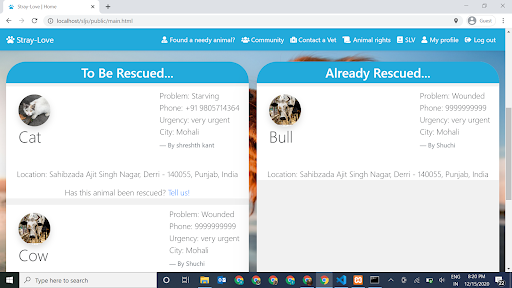 Stray-Love | Home
localhost/sljs/public/main.html
Guest
Stray-Love
Found a needy animal?
Community
Contact a Vet
Animal rights
SLV
My profile
Log out
To Be Rescued...
Problem: Starving
Phone: +91 9805714364
Urgency: very urgent
City: Mohali
— By shreshth kant
Cat
Location: Sahibzada Ajit Singh Nagar, Derri - 140055, Punjab, India
Has this animal been rescued? Tell us!
Problem: Wounded
Phone: 9999999999
Urgency: very urgent
City: Mohali
— By Shuchi
Cow
Already Rescued...
Problem: Wounded
Phone: 9999999999
Urgency: very urgent
City: Mohali
— By Shuchi
Bull
Location: Sahibzada Ajit Singh Nagar, Derri - 140055, Punjab, India
Type here to search
ENG
IN
8:20 PM
12/15/2020
22